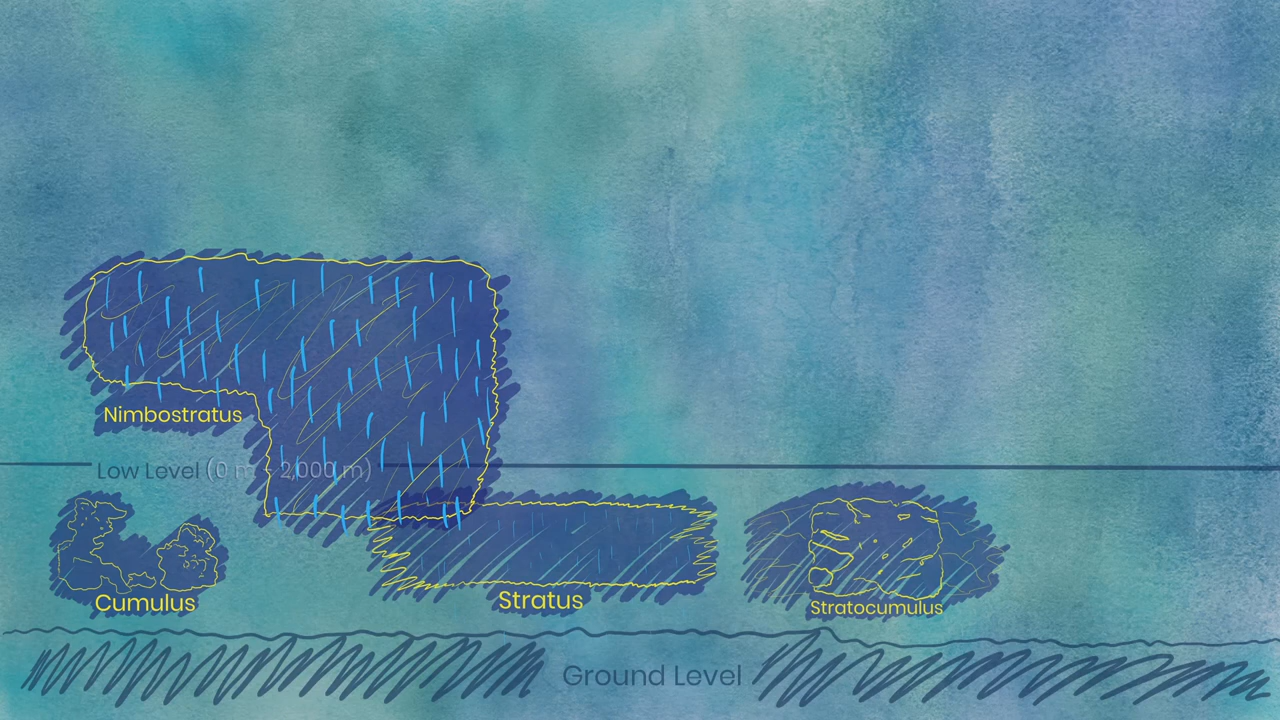 Nimbostratus
Low Level (0 m - 2,000 m)
Cumulus
Stratus
Stratocumulus
Ground Level